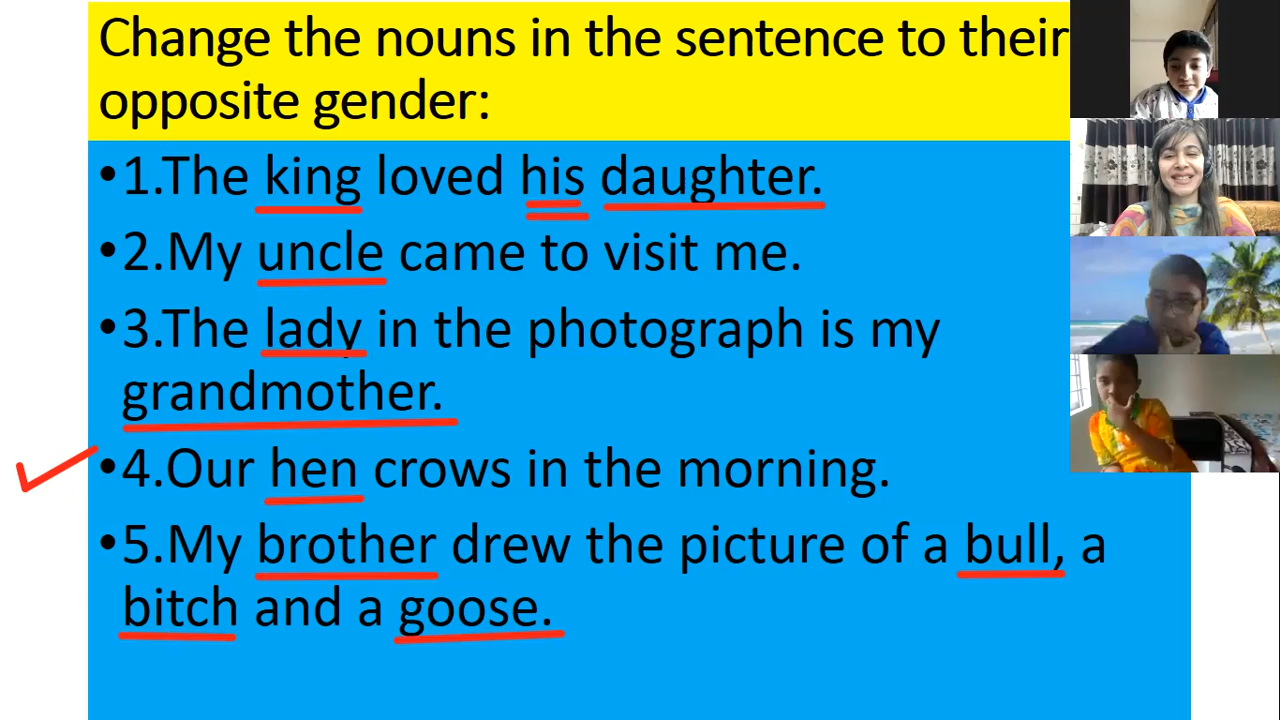 Change the nouns in the sentence to their
opposite gender:
•1.The king loved his daughter.
•2.My uncle came to visit me.
•3.The lady in the photograph is my
grandmother.
•4.Our hen crows in the morning.
•5.My brother drew the picture of a bull, a
bitch and a goose.